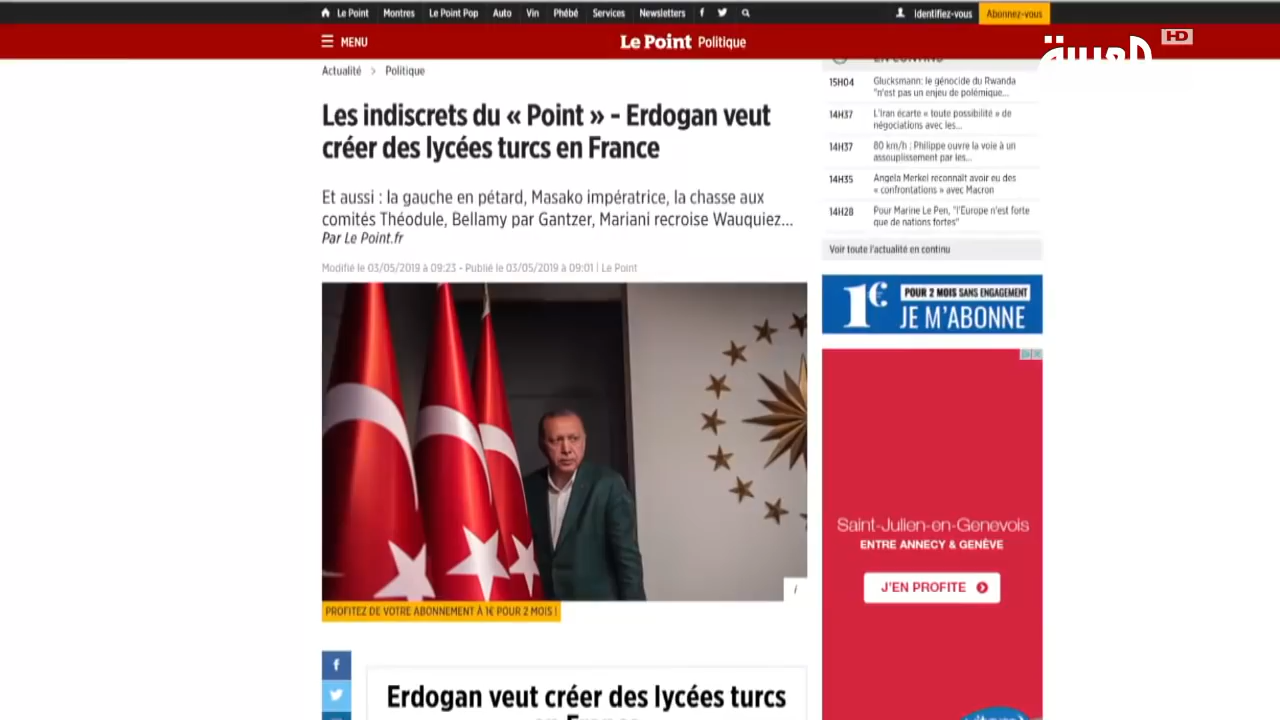 Le Point Montres Le Point Pop Auto Vin Phébé Services Newsletters Identifiez-vous Abonnez-vous
MENU Le Point Politique
العربية HD
Actualité > Politique
Les indiscrets du « Point » - Erdogan veut
créer des lycées turcs en France
Et aussi : la gauche en pétard, Masako impératrice, la chasse aux
comités Théodule, Bellamy par Gantzer, Mariani recroise Wauquiez...
Par Le Point.fr
Modifié le 03/05/2019 à 09:23 - Publié le 03/05/2019 à 09:01 | Le Point
PROFITEZ DE VOTRE ABONNEMENT À 1€ POUR 2 MOIS !
Erdogan veut créer des lycées turcs
en France
EN CONTINU
15H04 Glucksmann: le génocide du Rwanda
"n'est pas un enjeu de polémique...
14H37 L'Iran écarte « toute possibilité » de
négociations avec les...
14H37 80 km/h : Philippe ouvre la voie à un
assouplissement par les...
14H35 Angela Merkel reconnaît avoir eu des
« confrontations » avec Macron
14H28 Pour Marine Le Pen, "l'Europe n'est forte
que de nations fortes"
Voir toute l'actualité en continu
1€ POUR 2 MOIS SANS ENGAGEMENT
JE M'ABONNE
Saint-Julien-en-Genevois
ENTRE ANNECY & GENÈVE
J'EN PROFITE